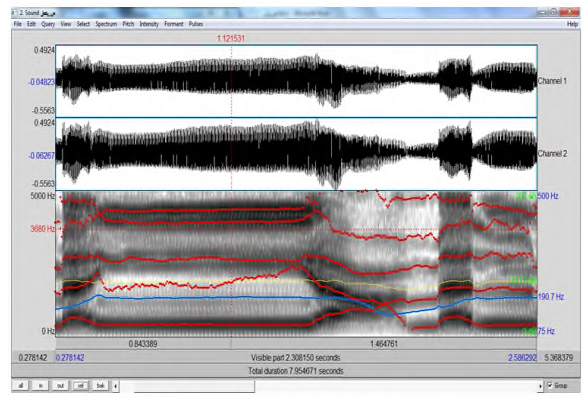 2. Sound
File Edit Query View Select Spectrum Pitch Intensity Formant Pulses Help
1.121531
0.4924
-0.04823
-0.5563
Channel 1
0.4924
-0.06267
-0.5563
Channel 2
5000 Hz
500 Hz
3680 Hz
190.7 Hz
0 Hz
75 Hz
0.843389 1.464761
0.278142 0.278142 Visible part 2.308150 seconds 2.586292 5.368379
Total duration 7.954671 seconds
all in out sel bak Group